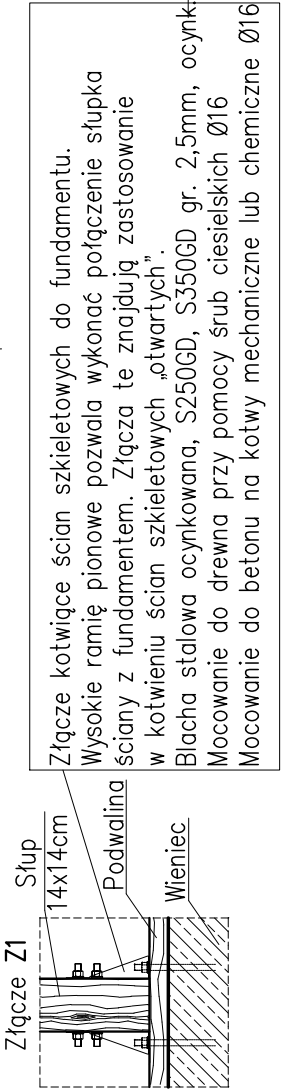 Złącze Z1
Słup
14x14cm
Podwalina
Wieniec
Złącze kotwiące ścian szkieletowych do fundamentu.
Wysokie ramię pionowe pozwala wykonać połączenie słupka
ściany z fundamentem. Złącza te znajdują zastosowanie
w kotwieniu ścian szkieletowych „otwartych”.
Blacha stalowa ocynkowana, S250GD, S350GD gr. 2,5mm, ocynk.
Mocowanie do drewna przy pomocy śrub ciesielskich Ø16
Mocowanie do betonu na kotwy mechaniczne lub chemiczne Ø16